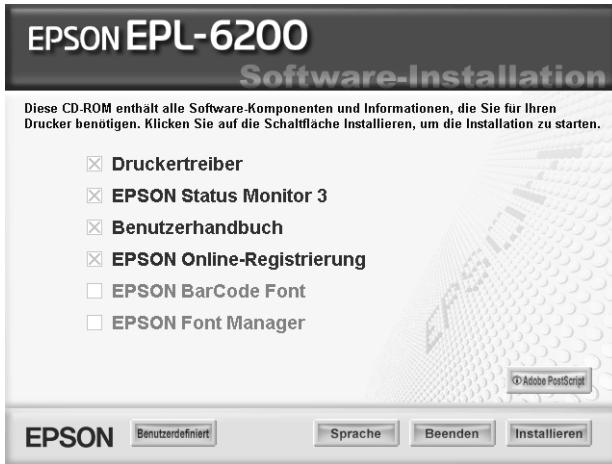 EPSON EPL-6200
Software-Installation
Diese CD-ROM enthält alle Software-Komponenten und Informationen, die Sie für Ihren
Drucker benötigen. Klicken Sie auf die Schaltfläche Installieren, um die Installation zu starten.
Druckertreiber
EPSON Status Monitor 3
Benutzerhandbuch
EPSON Online-Registrierung
EPSON BarCode Font
EPSON Font Manager
EPSON
Adobe PostScript
EPSON
Benutzerdefiniert
Sprache
Beenden
Installieren